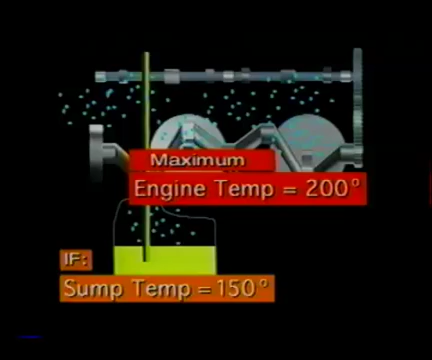 Maximum
Engine Temp = 200°
IF:
Sump Temp = 150°